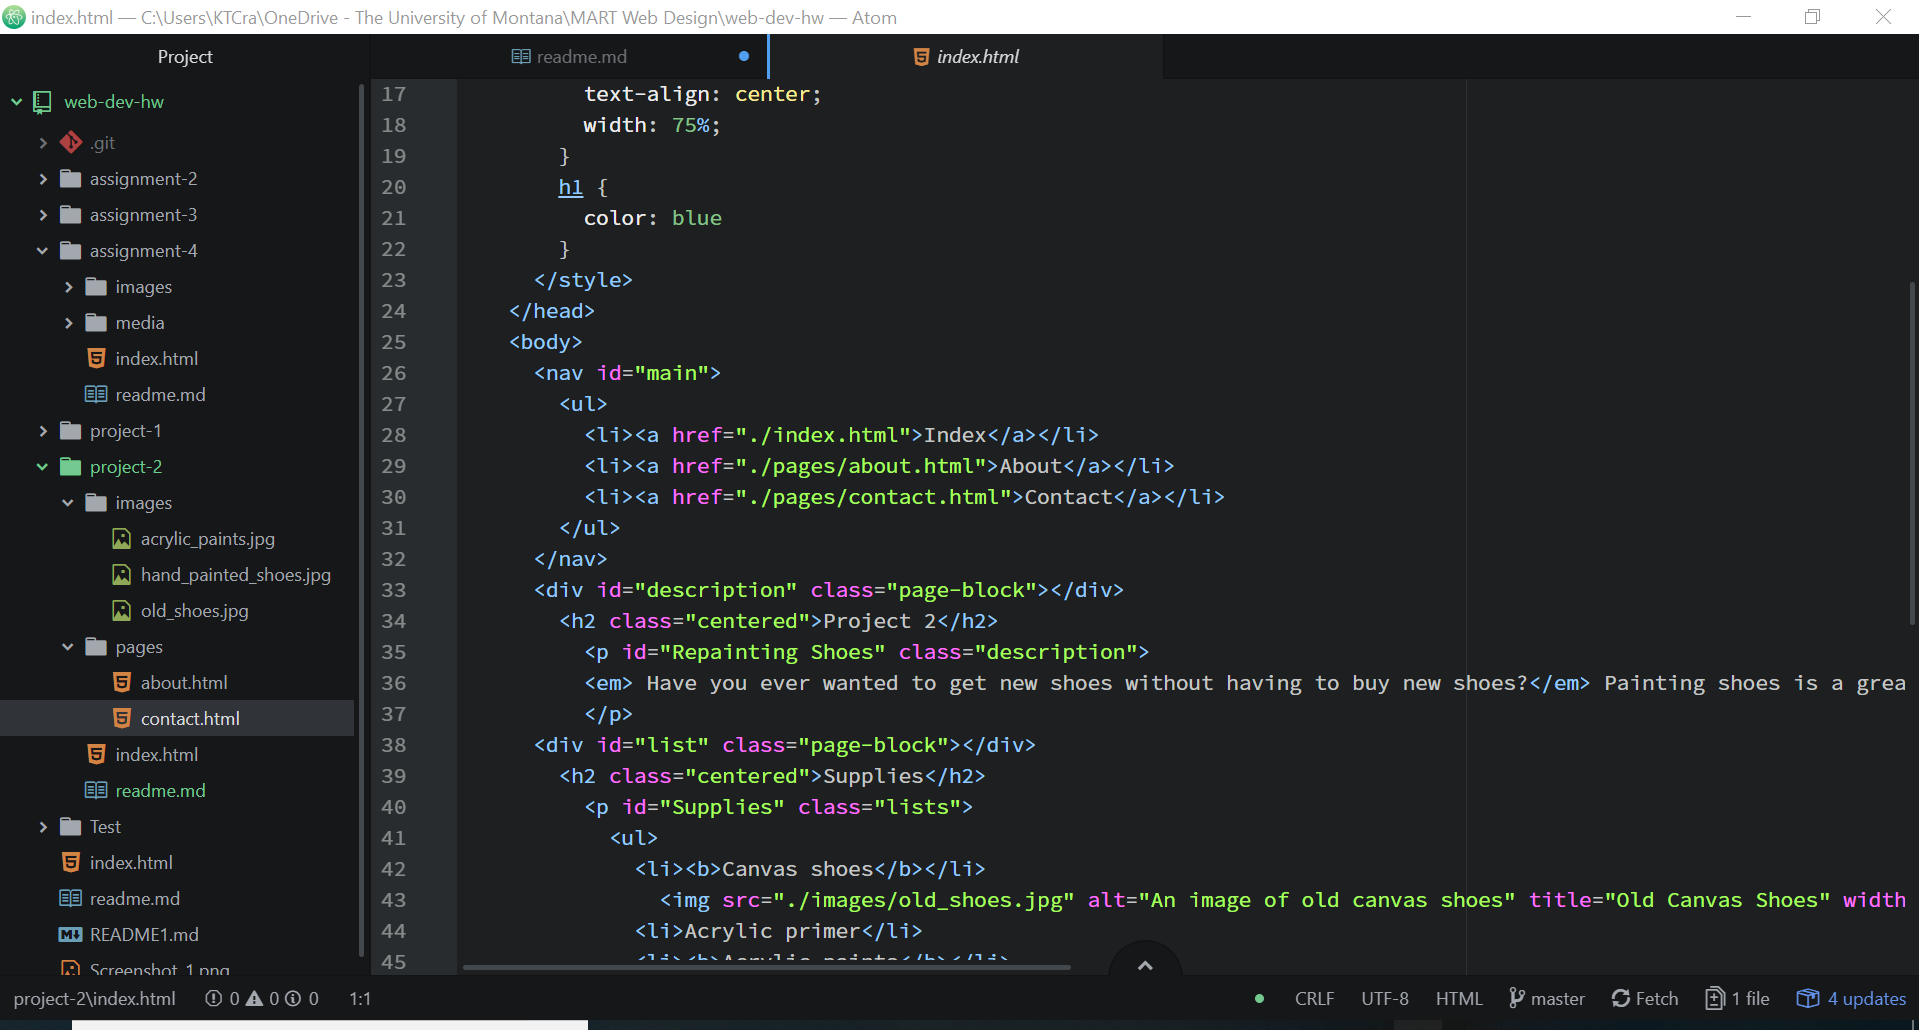 index.html — C:\Users\KTCra\OneDrive - The University of Montana\MART Web Design\web-dev-hw — Atom
Project
web-dev-hw
.git
assignment-2
assignment-3
assignment-4
images
media
index.html
readme.md
project-1
project-2
images
acrylic_paints.jpg
hand_painted_shoes.jpg
old_shoes.jpg
pages
about.html
contact.html
index.html
readme.md
Test
index.html
readme.md
README1.md
Screenshot_1.png
readme.md
index.html
17 text-align: center;
18 width: 75%;
19 }
20 h1 {
21 color: blue
22 }
23 </style>
24 </head>
25 <body>
26 <nav id="main">
27 <ul>
28 <li><a href="./index.html">Index</a></li>
29 <li><a href="./pages/about.html">About</a></li>
30 <li><a href="./pages/contact.html">Contact</a></li>
31 </ul>
32 </nav>
33 <div id="description" class="page-block"></div>
34 <h2 class="centered">Project 2</h2>
35 <p id="Repainting Shoes" class="description">
36 <em> Have you ever wanted to get new shoes without having to buy new shoes?</em> Painting shoes is a grea
37 </p>
38 <div id="list" class="page-block"></div>
39 <h2 class="centered">Supplies</h2>
40 <p id="Supplies" class="lists">
41 <ul>
42 <li><b>Canvas shoes</b></li>
43 <img src="./images/old_shoes.jpg" alt="An image of old canvas shoes" title="Old Canvas Shoes" width
44 <li>Acrylic primer</li>
45 <li><b>Acrylic paints</b></li>
project-2\index.html 0 0 0 1:1 CRLF UTF-8 HTML master Fetch 1 file 4 updates